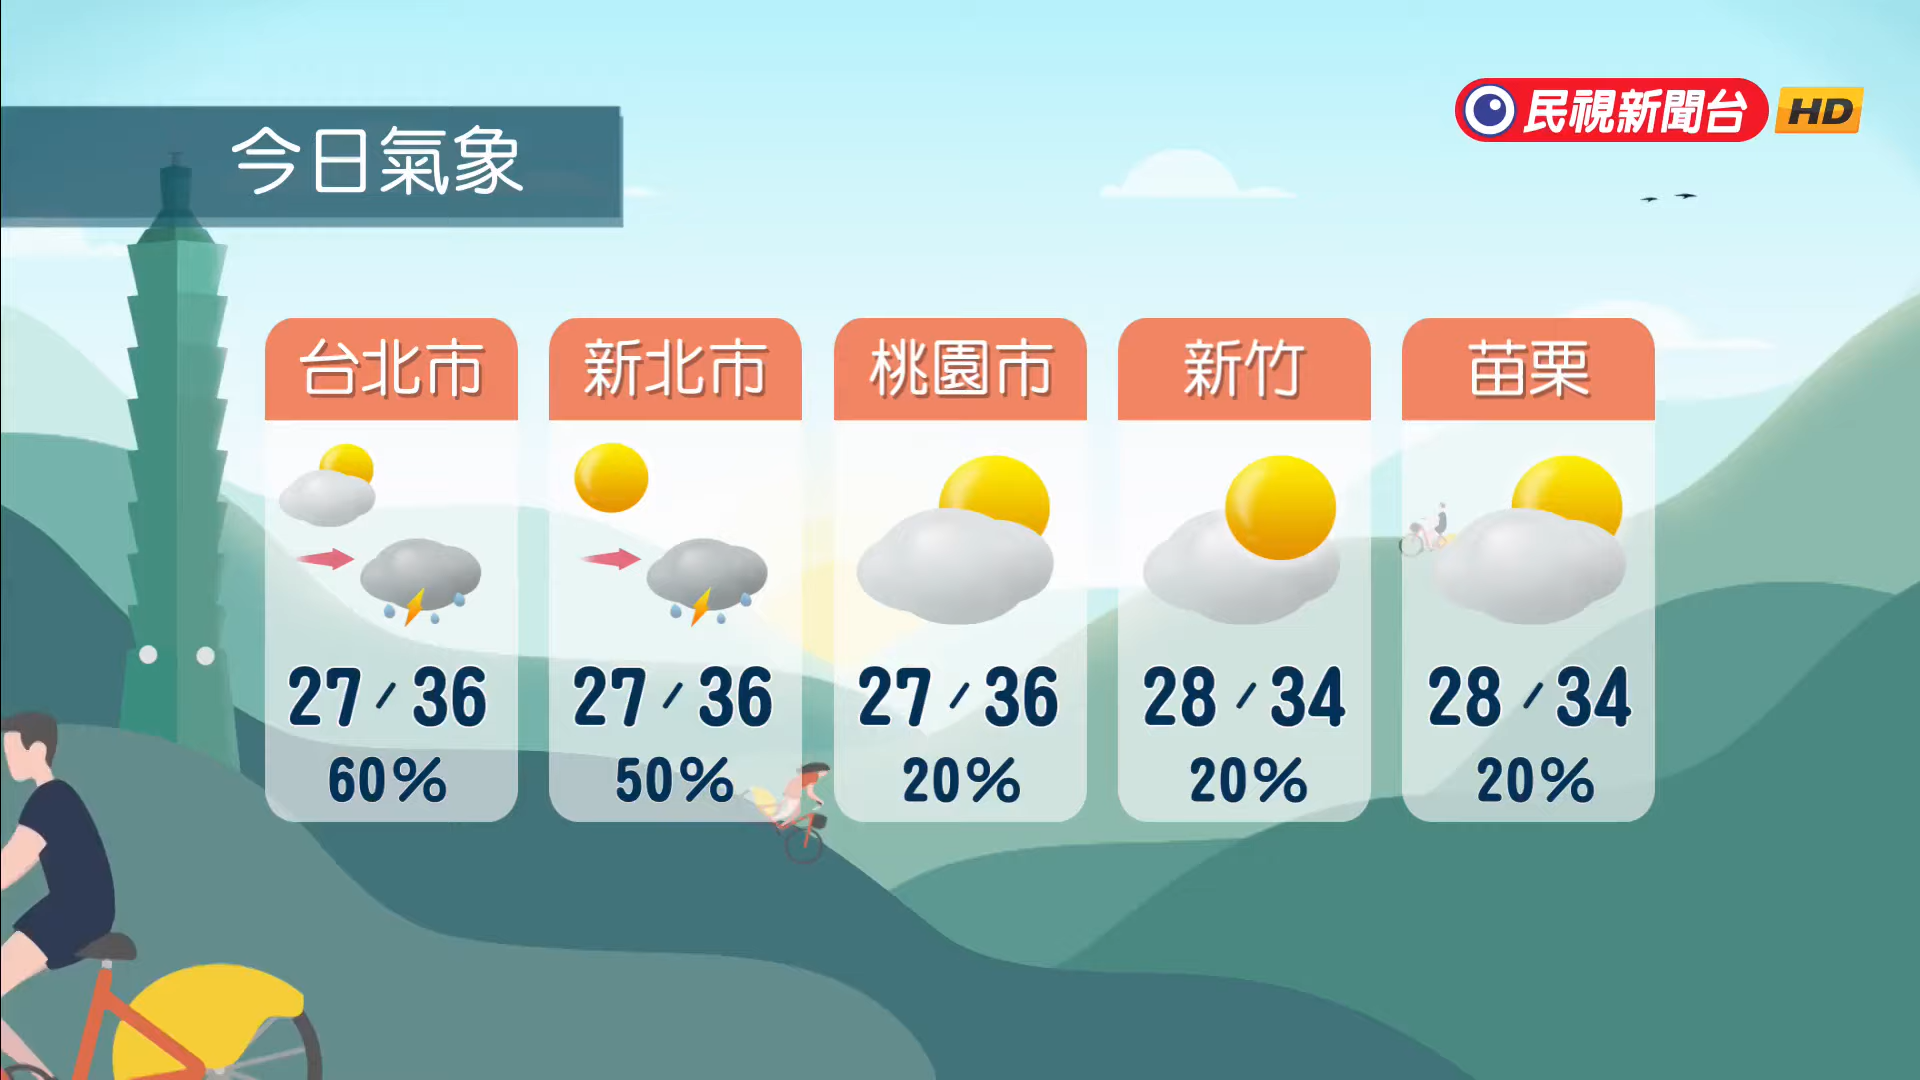 民視新聞台 HD
今日氣象
台北市 新北市 桃園市 新竹 苗栗
27/36 27/36 27/36 28/34 28/34
60% 50% 20% 20% 20%